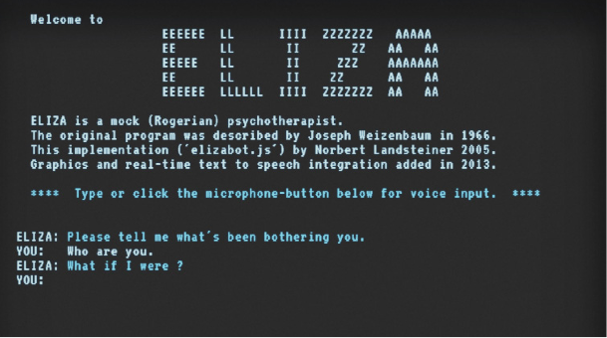 Welcome to
EEEEEE LL IIII ZZZZZZZ AAAAA
EE LL II ZZ AA AA
EEEEE LL II ZZZ AAAAAAA
EE LL II ZZ AA AA
EEEEEE LLLLLL IIII ZZZZZZZ AA AA
ELIZA is a mock (Rogerian) psychotherapist.
The original program was described by Joseph Weizenbaum in 1966.
This implementation (´elizabot.js´) by Norbert Landsteiner 2005.
Graphics and real-time text to speech integration added in 2013.
**** Type or click the microphone-button below for voice input. ****
ELIZA: Please tell me what´s been bothering you.
YOU: Who are you.
ELIZA: What if I were ?
YOU: